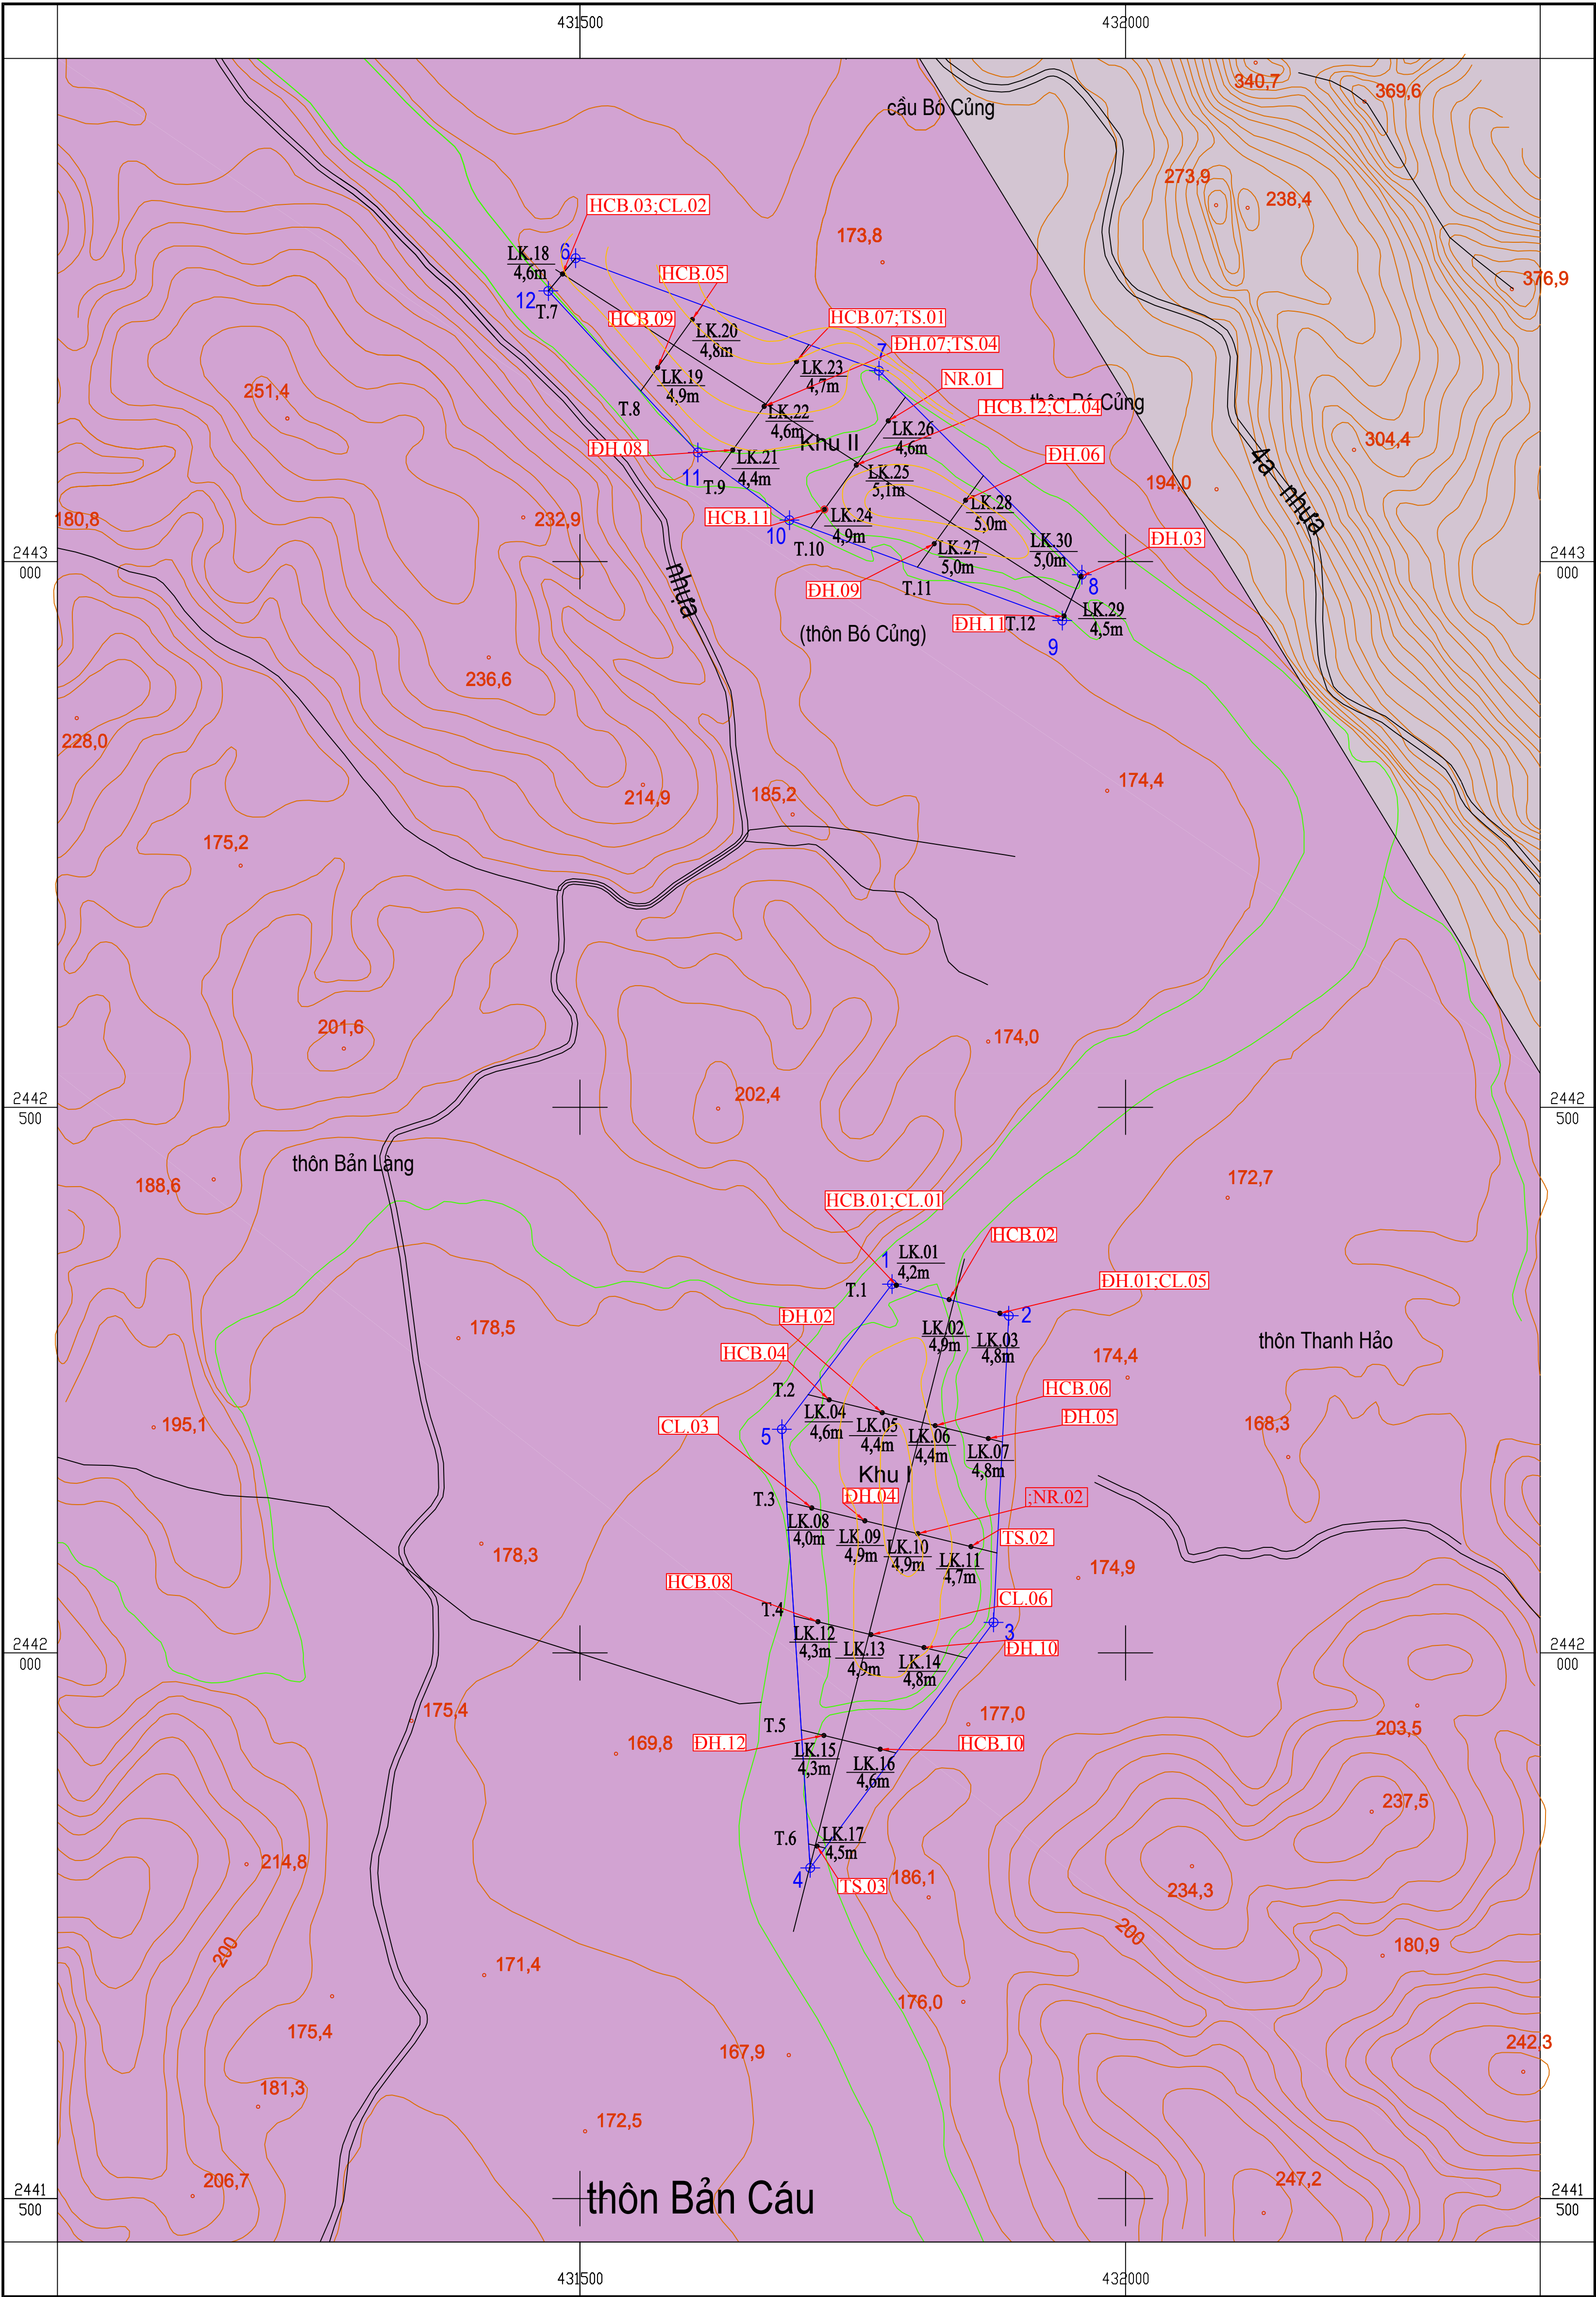 431500
432000
340,7
369,6
cầu Bó Củng
273,9
238,4
HCB.03;CL.02
173,8
LK.18
4,6m
6
HCB.05
376,9
12
T.7
HCB.09
LK.20
4,8m
HCB.07;TS.01
ĐH.07;TS.04
7
LK.23
4,7m
LK.19
4,9m
NR.01
251,4
T.8
HCB.12;CL.04
thôn Bó Củng
LK.22
4,6m
LK.26
4,6m
304,4
4a nhựa
Khu II
ĐH.08
LK.21
4,4m
ĐH.06
11
T.9
LK.25
5,1m
194,0
LK.28
5,0m
180,8
232,9
HCB.11
LK.24
4,9m
10
T.10
LK.30
5,0m
ĐH.03
LK.27
5,0m
2443
000
2443
000
nhựa
ĐH.09
T.11
8
LK.29
4,5m
ĐH.11
T.12
(thôn Bó Củng)
9
236,6
228,0
174,4
214,9
185,2
175,2
201,6
174,0
202,4
2442
500
2442
500
thôn Bản Làng
188,6
172,7
HCB.01;CL.01
HCB.02
1
LK.01
4,2m
ĐH.01;CL.05
T.1
ĐH.02
2
178,5
LK.02
4,9m
LK.03
4,8m
thôn Thanh Hảo
HCB.04
174,4
T.2
HCB.06
LK.04
4,6m
LK.05
4,4m
ĐH.05
195,1
CL.03
5
LK.06
4,4m
168,3
LK.07
4,8m
Khu I
ĐH.04
;NR.02
T.3
LK.08
4,0m
LK.09
4,9m
LK.10
4,9m
TS.02
178,3
LK.11
4,7m
174,9
HCB.08
CL.06
T.4
LK.12
4,3m
3
LK.13
4,9m
ĐH.10
LK.14
4,8m
2442
000
2442
000
175,4
177,0
203,5
T.5
169,8
ĐH.12
HCB.10
LK.15
4,3m
LK.16
4,6m
237,5
T.6
LK.17
4,5m
214,8
4
TS.03
186,1
234,3
200
200
180,9
171,4
176,0
175,4
167,9
242,3
181,3
172,5
206,7
247,2
2441
500
thôn Bản Cáu
2441
500
431500
432000